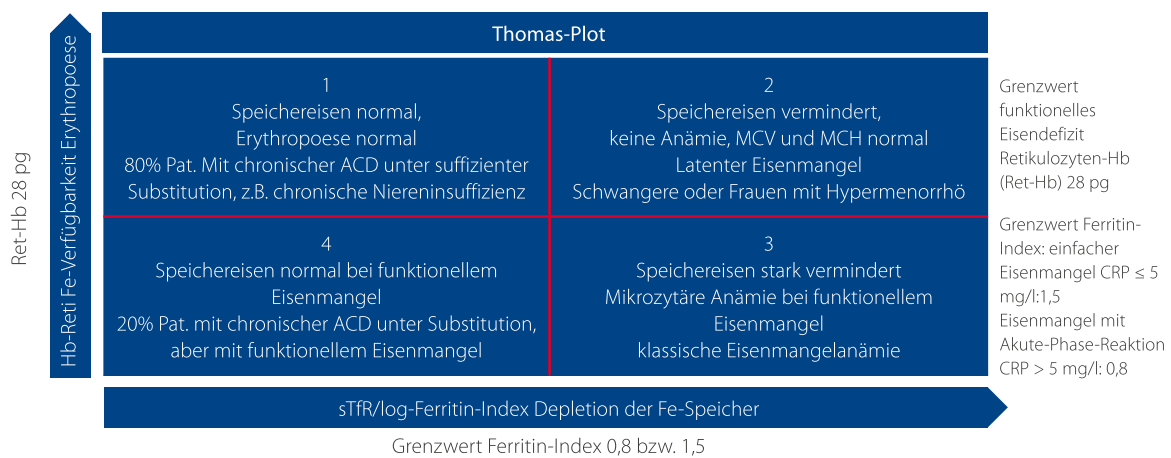 Thomas-Plot
Ret-Hb 28 pg
Hb-Reti Fe-Verfügbarkeit Erythropoese
1
Speichereisen normal,
Erythropoese normal
80% Pat. Mit chronischer ACD unter suffizienter
Substitution, z.B. chronische Niereninsuffizienz
2
Speichereisen vermindert,
keine Anämie, MCV und MCH normal
Latenter Eisenmangel
Schwangere oder Frauen mit Hypermenorrhö
Grenzwert
funktionelles
Eisendefizit
Retikulozyten-Hb
(Ret-Hb) 28 pg
4
Speichereisen normal bei funktionellem
Eisenmangel
20% Pat. mit chronischer ACD unter Substitution,
aber mit funktionellem Eisenmangel
3
Speichereisen stark vermindert
Mikrozytäre Anämie bei funktionellem
Eisenmangel
klassische Eisenmangelanämie
Grenzwert Ferritin-
Index: einfacher
Eisenmangel CRP ≤ 5
mg/l:1,5
Eisenmangel mit
Akute-Phase-Reaktion
CRP > 5 mg/l: 0,8
sTfR/log-Ferritin-Index Depletion der Fe-Speicher
Grenzwert Ferritin-Index 0,8 bzw. 1,5